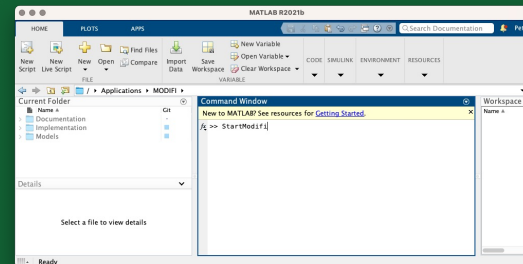 MATLAB R2021b
HOME PLOTS APPS
Search Documentation
New Script
New Live Script
New
Open
Find Files
Compare
Import Data
Save Workspace
New Variable
Open Variable
Clear Workspace
CODE SIMULINK ENVIRONMENT RESOURCES
FILE
VARIABLE
/ Applications MODIFI
Current Folder
Name
Git
Documentation
Implementation
Models
Details
Select a file to view details
Command Window
New to MATLAB? See resources for Getting Started.
fx >> StartModifi
Workspace
Name
Ready